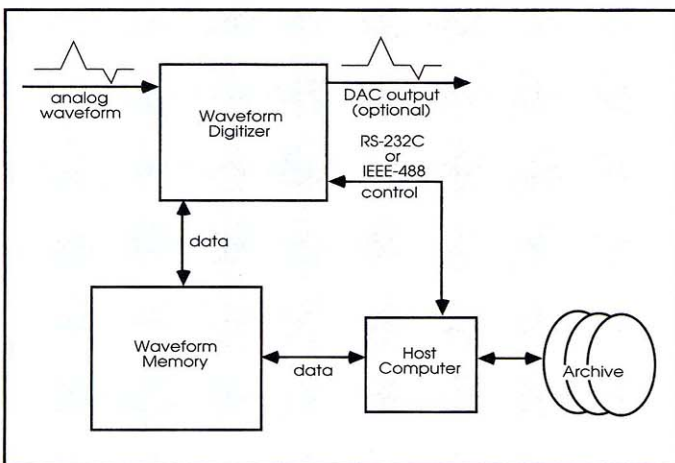 analog
waveform
Waveform
Digitizer
DAC output
(optional)
RS-232C
or
IEEE-488
control
data
Waveform
Memory
data
Host
Computer
Archive